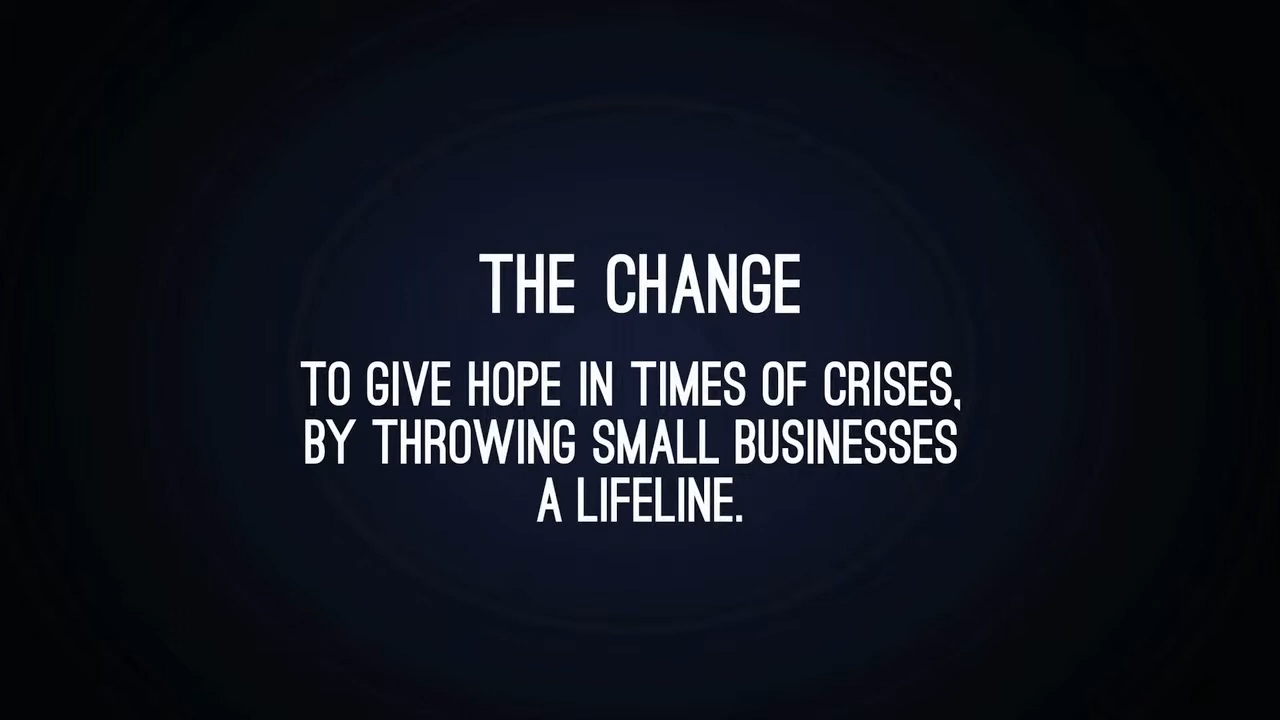 THE CHANGE
TO GIVE HOPE IN TIMES OF CRISES,
BY THROWING SMALL BUSINESSES
A LIFELINE.